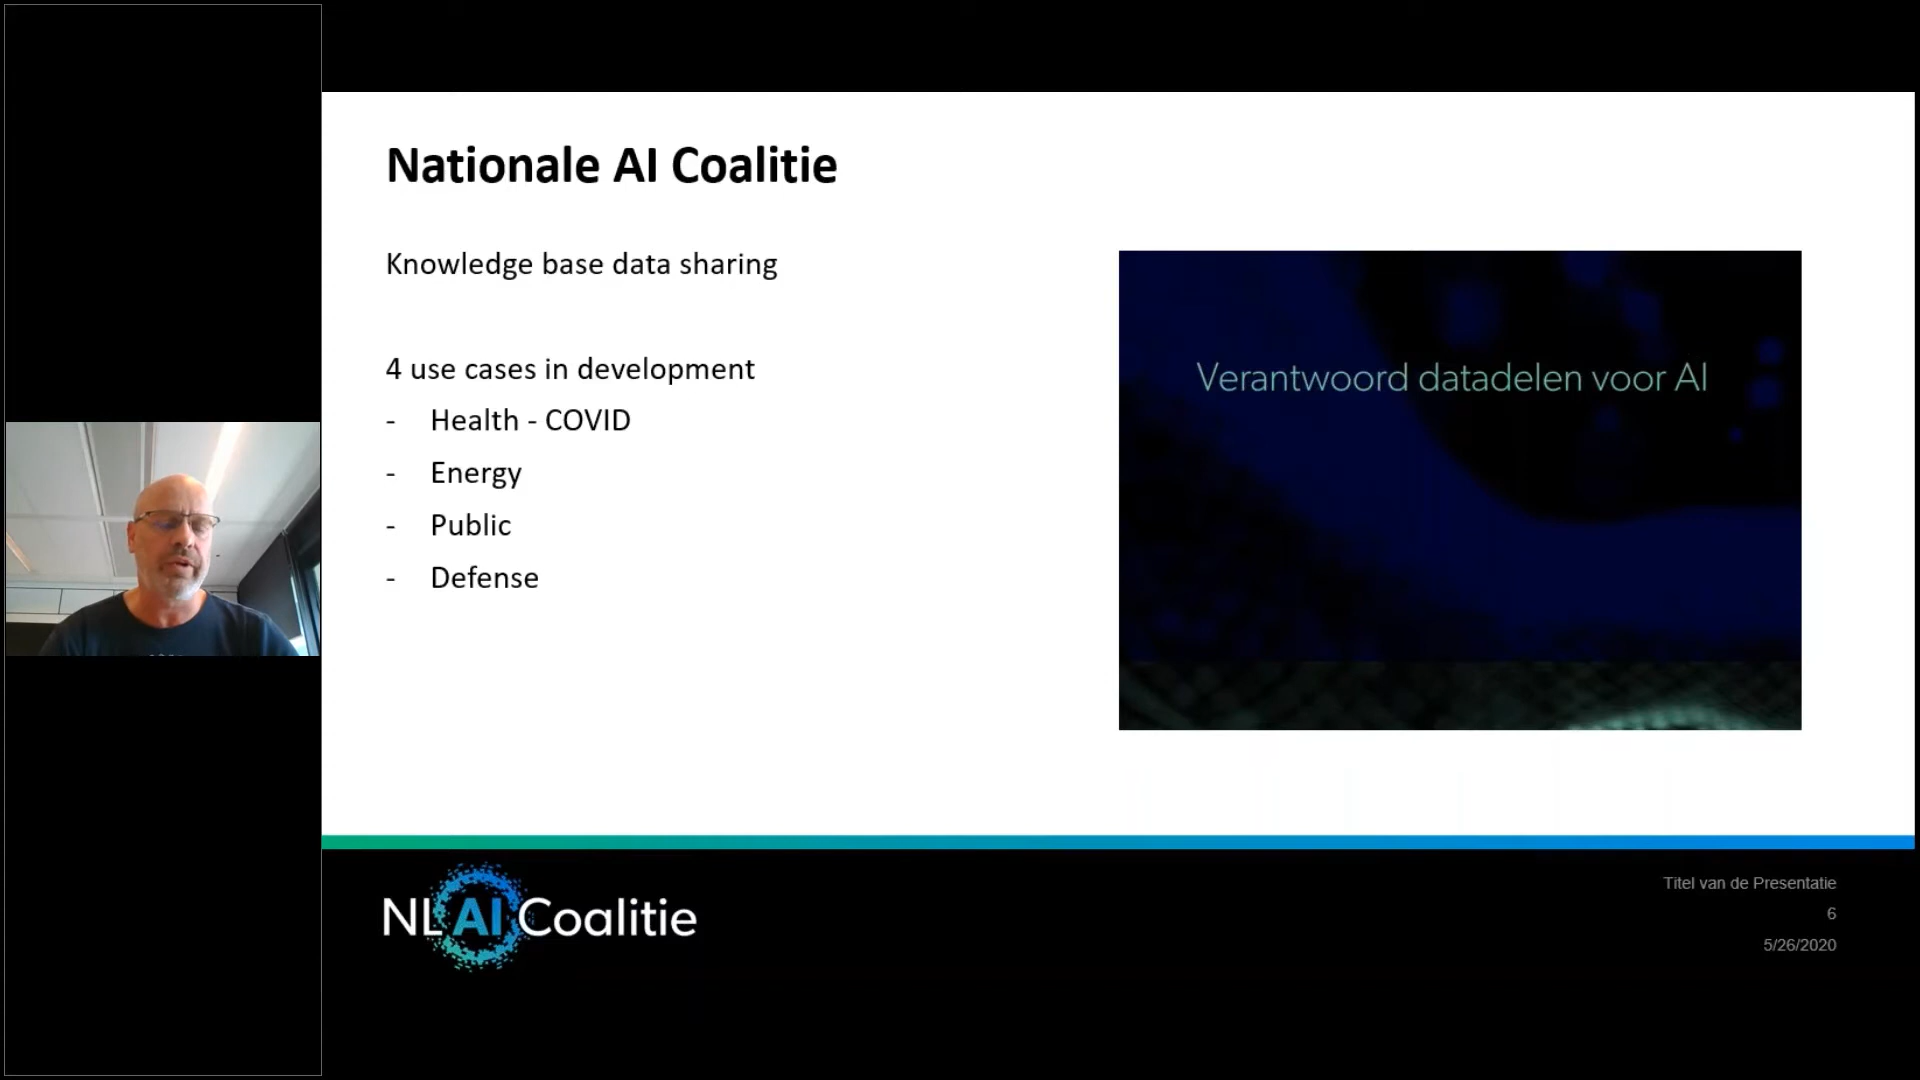 Nationale AI Coalitie
Knowledge base data sharing
4 use cases in development
- Health - COVID
- Energy
- Public
- Defense
Verantwoord datadelen voor AI
NL AI Coalitie
Titel van de Presentatie
6
5/26/2020